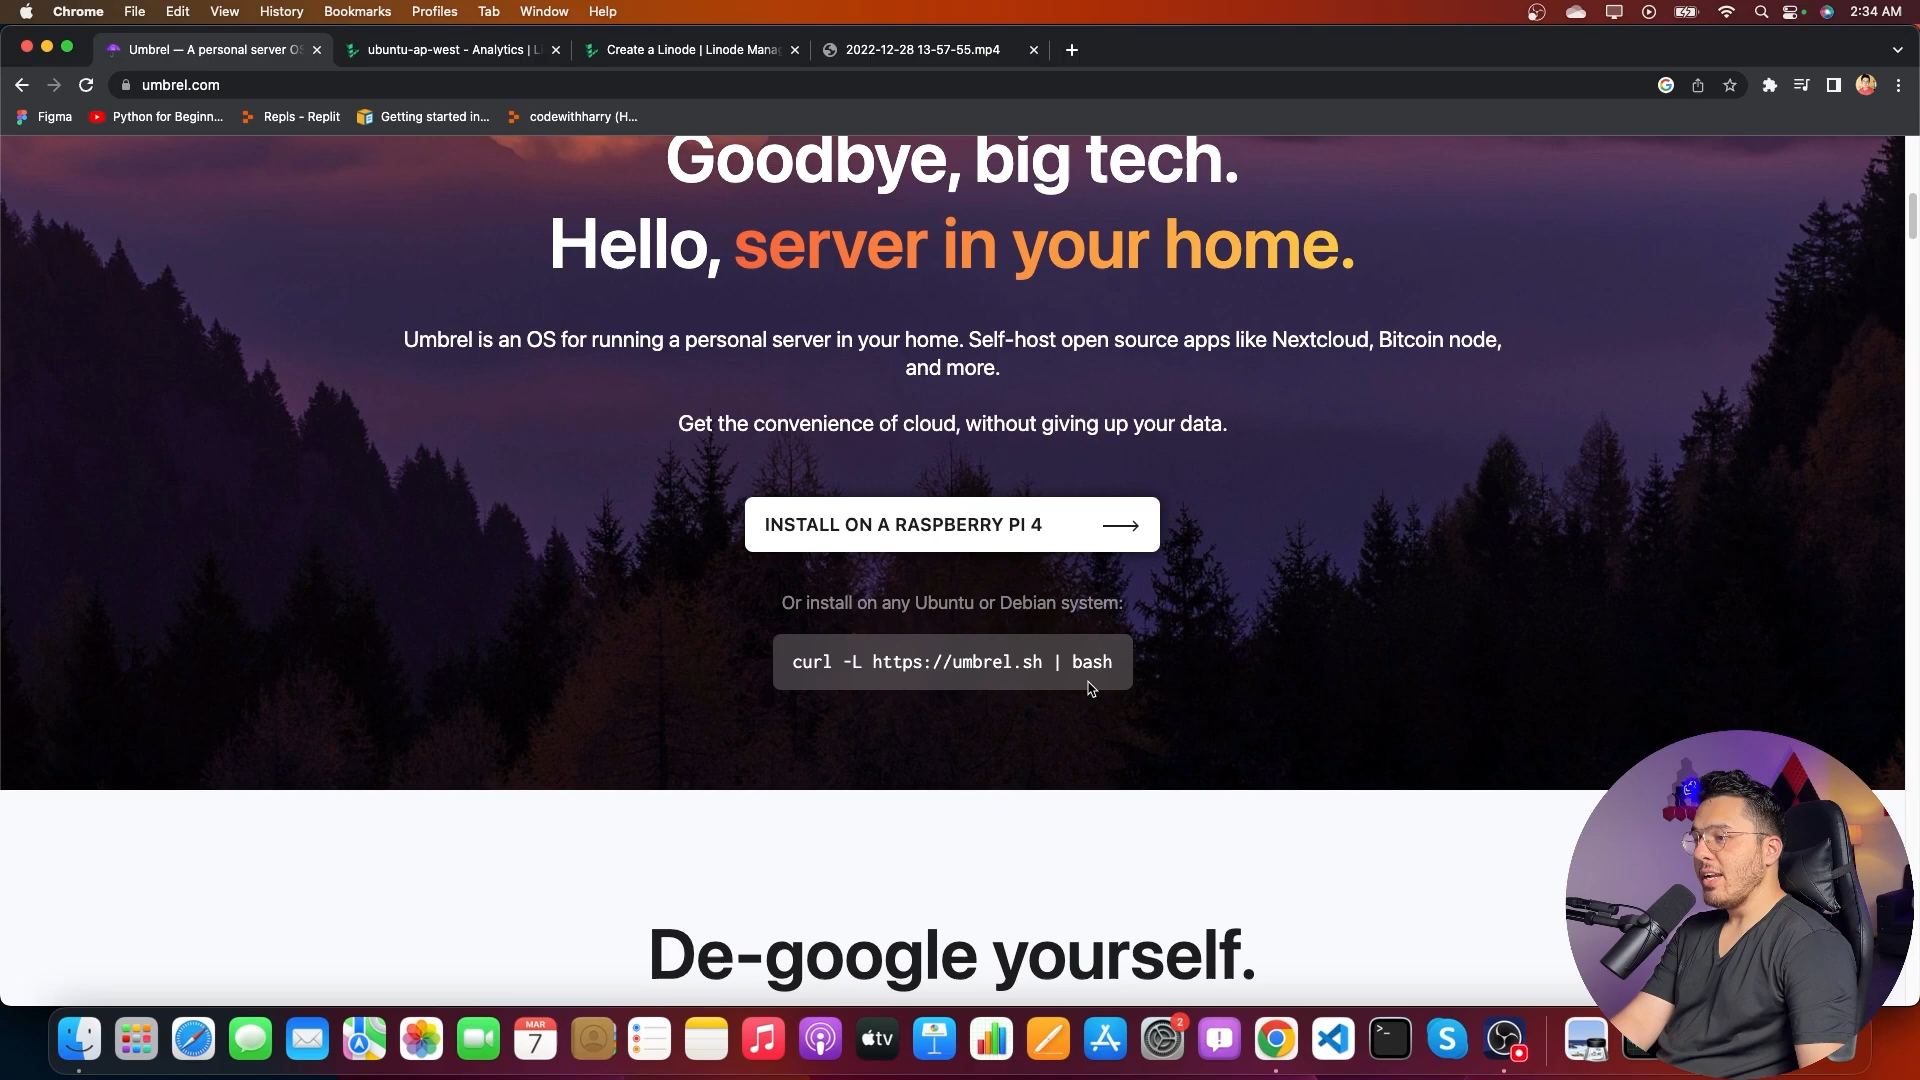 Chrome File Edit View History Bookmarks Profiles Tab Window Help 2:34 AM
Umbrel — A personal server OS ubuntu-ap-west - Analytics | Li Create a Linode | Linode Manag 2022-12-28 13-57-55.mp4
umbrel.com
Figma Python for Beginn... Repls - Replit Getting started in... codewithharry (H...
Goodbye, big tech.
Hello, server in your home.
Umbrel is an OS for running a personal server in your home. Self-host open source apps like Nextcloud, Bitcoin node,
and more.
Get the convenience of cloud, without giving up your data.
INSTALL ON A RASPBERRY PI 4
Or install on any Ubuntu or Debian system:
curl -L https://umbrel.sh | bash
De-google yourself.
MAR
7
tv
2